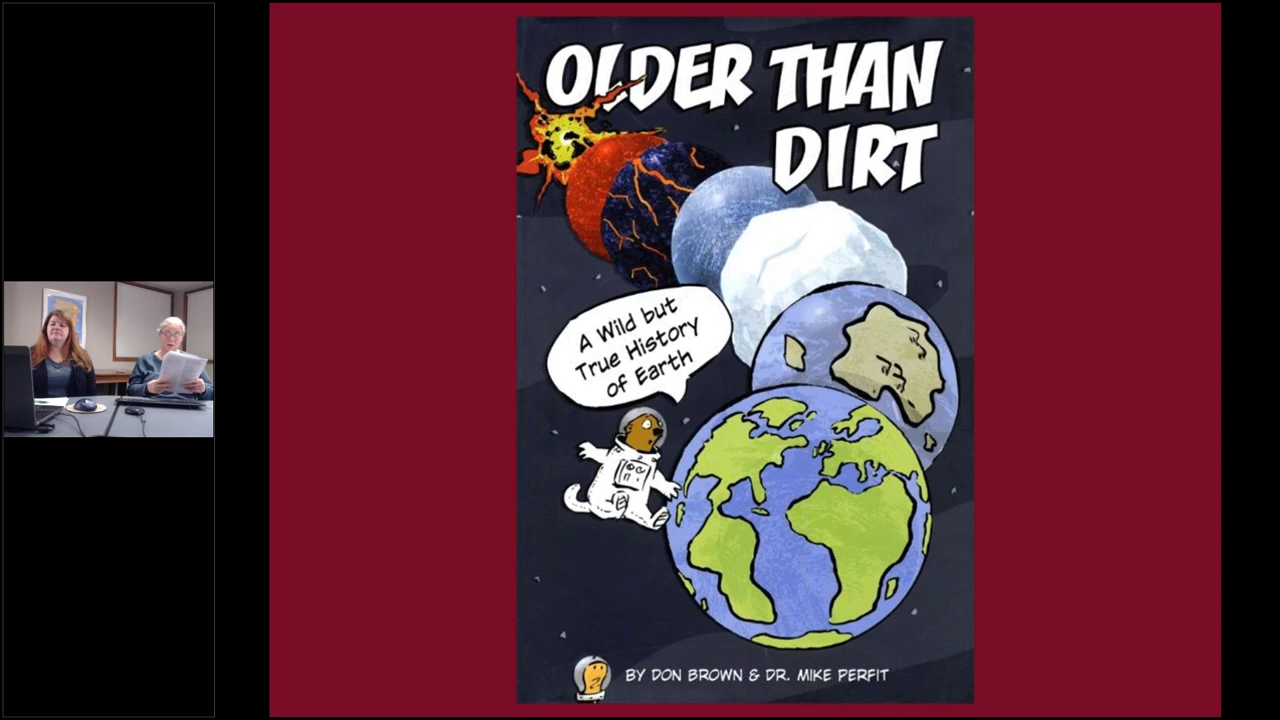 OLDER THAN
DIRT
A Wild but
True History
of Earth
BY DON BROWN & DR. MIKE PERFIT